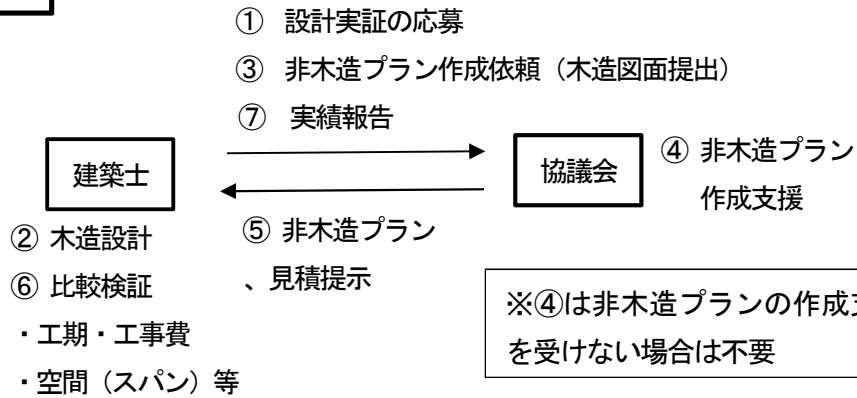 ① 設計実証の応募
③ 非木造プラン作成依頼（木造図面提出）
⑦ 実績報告
建築士
協議会
④ 非木造プラン
作成支援
② 木造設計
⑥ 比較検証
・工期・工事費
・空間（スパン）等
⑤ 非木造プラン
、見積提示
※④は非木造プランの作成
を受けない場合は不要